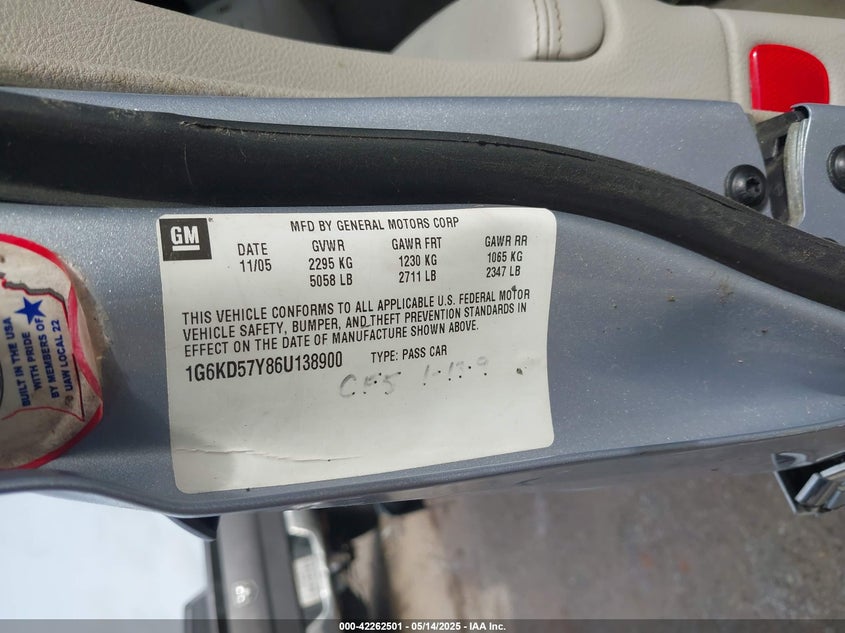 GM
MFD BY GENERAL MOTORS CORP
DATE GVWR GAWR FRT GAWR RR
11/05 2295 KG 1230 KG 1065 KG
5058 LB 2711 LB 2347 LB
THIS VEHICLE CONFORMS TO ALL APPLICABLE U.S. FEDERAL MOTOR
VEHICLE SAFETY, BUMPER, AND THEFT PREVENTION STANDARDS IN
EFFECT ON THE DATE OF MANUFACTURE SHOWN ABOVE.
1G6KD57Y86U138900 TYPE: PASS CAR
BUILT IN THE USA
WITH PRIDE
BY MEMBERS OF
UAW LOCAL 22
000-42262501 — 05/14/2025 — IAA Inc.